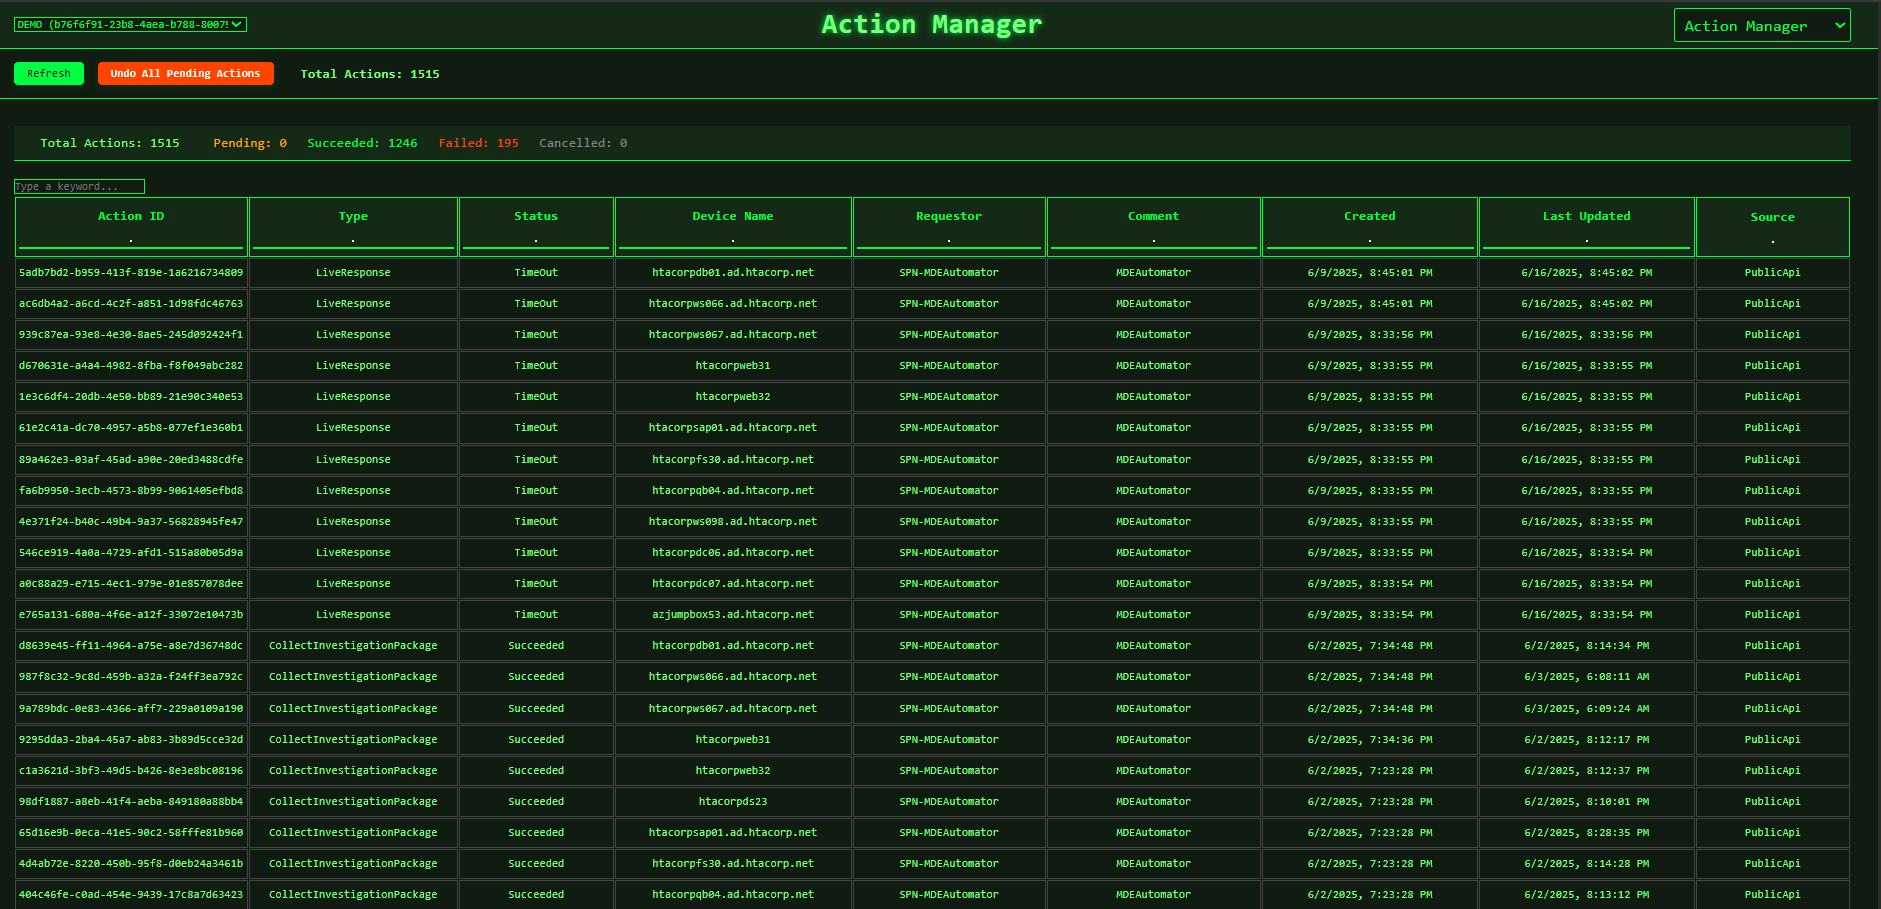 DEMO (b76f6f91-23b8-4aea-b788-8007
Action Manager
Action Manager
Refresh
Undo All Pending Actions
Total Actions: 1515
Total Actions: 1515 Pending: 0 Succeeded: 1246 Failed: 195 Cancelled: 0
Type a keyword...
Action ID Type Status Device Name Requestor Comment Created Last Updated Source
. . . . . . . . .
5adb7bd2-b959-413f-819e-1a6216734809 LiveResponse TimeOut htacorpdb01.ad.htacorp.net SPN-MDEAutomator MDEAutomator 6/9/2025, 8:45:01 PM 6/16/2025, 8:45:02 PM PublicApi
ac6db4a2-a6cd-4c2f-a851-1d98fdc46763 LiveResponse TimeOut htacorpws066.ad.htacorp.net SPN-MDEAutomator MDEAutomator 6/9/2025, 8:45:01 PM 6/16/2025, 8:45:02 PM PublicApi
939c87ea-93e8-4e30-8ae5-245d092424f1 LiveResponse TimeOut htacorpws067.ad.htacorp.net SPN-MDEAutomator MDEAutomator 6/9/2025, 8:33:56 PM 6/16/2025, 8:33:56 PM PublicApi
d670631e-a4a4-4982-8fba-f8f049abc282 LiveResponse TimeOut htacorpweb31 SPN-MDEAutomator MDEAutomator 6/9/2025, 8:33:55 PM 6/16/2025, 8:33:55 PM PublicApi
1e3c6df4-20db-4e50-bb89-21e90c340e53 LiveResponse TimeOut htacorpweb32 SPN-MDEAutomator MDEAutomator 6/9/2025, 8:33:55 PM 6/16/2025, 8:33:55 PM PublicApi
61e2c41a-dc70-4957-a5b8-077ef1e360b1 LiveResponse TimeOut htacorpsap01.ad.htacorp.net SPN-MDEAutomator MDEAutomator 6/9/2025, 8:33:55 PM 6/16/2025, 8:33:55 PM PublicApi
89a462e3-03af-45ad-a90e-20ed3488cdfe LiveResponse TimeOut htacorpfs30.ad.htacorp.net SPN-MDEAutomator MDEAutomator 6/9/2025, 8:33:55 PM 6/16/2025, 8:33:55 PM PublicApi
fa6b9950-3ecb-4573-8b99-9061405efbd8 LiveResponse TimeOut htacorpqb04.ad.htacorp.net SPN-MDEAutomator MDEAutomator 6/9/2025, 8:33:55 PM 6/16/2025, 8:33:55 PM PublicApi
4e371f24-b40c-49b4-9a37-56828945fe47 LiveResponse TimeOut htacorpws098.ad.htacorp.net SPN-MDEAutomator MDEAutomator 6/9/2025, 8:33:55 PM 6/16/2025, 8:33:55 PM PublicApi
546ce919-4a0a-4729-afd1-515a80b05d9a LiveResponse TimeOut htacorpdc06.ad.htacorp.net SPN-MDEAutomator MDEAutomator 6/9/2025, 8:33:55 PM 6/16/2025, 8:33:54 PM PublicApi
a0c88a29-e715-4ec1-979e-01e857078dee LiveResponse TimeOut htacorpdc07.ad.htacorp.net SPN-MDEAutomator MDEAutomator 6/9/2025, 8:33:54 PM 6/16/2025, 8:33:54 PM PublicApi
e765a131-680a-4f6e-a12f-33072e10473b LiveResponse TimeOut azjumpbox53.ad.htacorp.net SPN-MDEAutomator MDEAutomator 6/9/2025, 8:33:54 PM 6/16/2025, 8:33:54 PM PublicApi
d8639e45-ff11-4964-a75e-a8e7d36748dc CollectInvestigationPackage Succeeded htacorpdb01.ad.htacorp.net SPN-MDEAutomator MDEAutomator 6/2/2025, 7:34:48 PM 6/2/2025, 8:14:34 PM PublicApi
987f8c32-9c8d-459b-a32a-f24ff3ea792c CollectInvestigationPackage Succeeded htacorpws066.ad.htacorp.net SPN-MDEAutomator MDEAutomator 6/2/2025, 7:34:48 PM 6/3/2025, 6:08:11 AM PublicApi
9a789bdc-0e83-4366-aff7-229a0109a190 CollectInvestigationPackage Succeeded htacorpws067.ad.htacorp.net SPN-MDEAutomator MDEAutomator 6/2/2025, 7:34:48 PM 6/3/2025, 6:09:24 AM PublicApi
9295dda3-2ba4-45a7-ab83-3b89d5cce32d CollectInvestigationPackage Succeeded htacorpweb31 SPN-MDEAutomator MDEAutomator 6/2/2025, 7:34:36 PM 6/2/2025, 8:12:17 PM PublicApi
c1a3621d-3bf3-49d5-b426-8e3e8bc08196 CollectInvestigationPackage Succeeded htacorpweb32 SPN-MDEAutomator MDEAutomator 6/2/2025, 7:23:28 PM 6/2/2025, 8:12:37 PM PublicApi
98df1887-a8eb-41f4-aeba-849180a88bb4 CollectInvestigationPackage Succeeded htacorpds23 SPN-MDEAutomator MDEAutomator 6/2/2025, 7:23:28 PM 6/2/2025, 8:10:01 PM PublicApi
65d16e9b-0eca-41e5-90c2-58fffe81b960 CollectInvestigationPackage Succeeded htacorpsap01.ad.htacorp.net SPN-MDEAutomator MDEAutomator 6/2/2025, 7:23:28 PM 6/2/2025, 8:28:35 PM PublicApi
4d4ab72e-8220-450b-95f8-d0eb24a3461b CollectInvestigationPackage Succeeded htacorpfs30.ad.htacorp.net SPN-MDEAutomator MDEAutomator 6/2/2025, 7:23:28 PM 6/2/2025, 8:14:28 PM PublicApi
404c46fe-c0ad-454e-9439-17c8a7d63423 CollectInvestigationPackage Succeeded htacorpqb04.ad.htacorp.net SPN-MDEAutomator MDEAutomator 6/2/2025, 7:23:28 PM 6/2/2025, 8:13:12 PM PublicApi